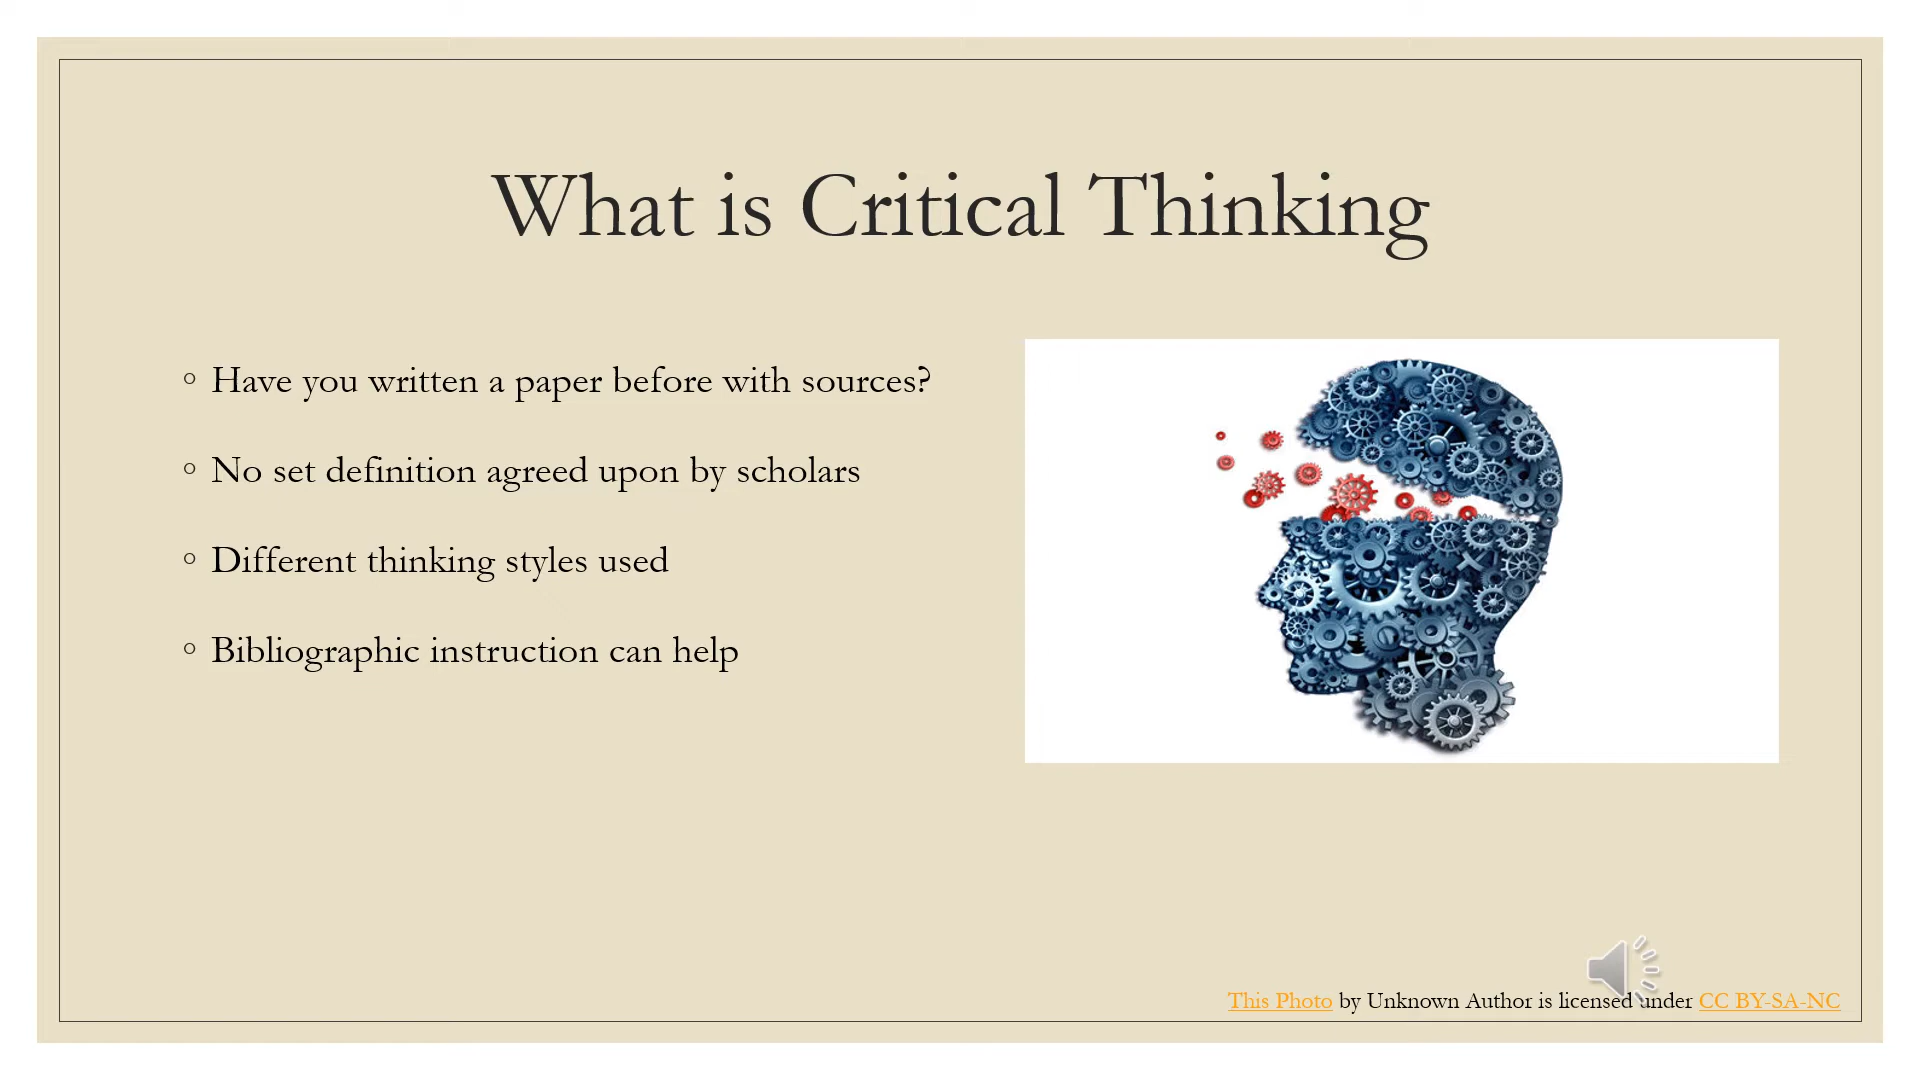 What is Critical Thinking
Have you written a paper before with sources?
No set definition agreed upon by scholars
Different thinking styles used
Bibliographic instruction can help
This Photo by Unknown Author is licensed under CC BY-SA-NC